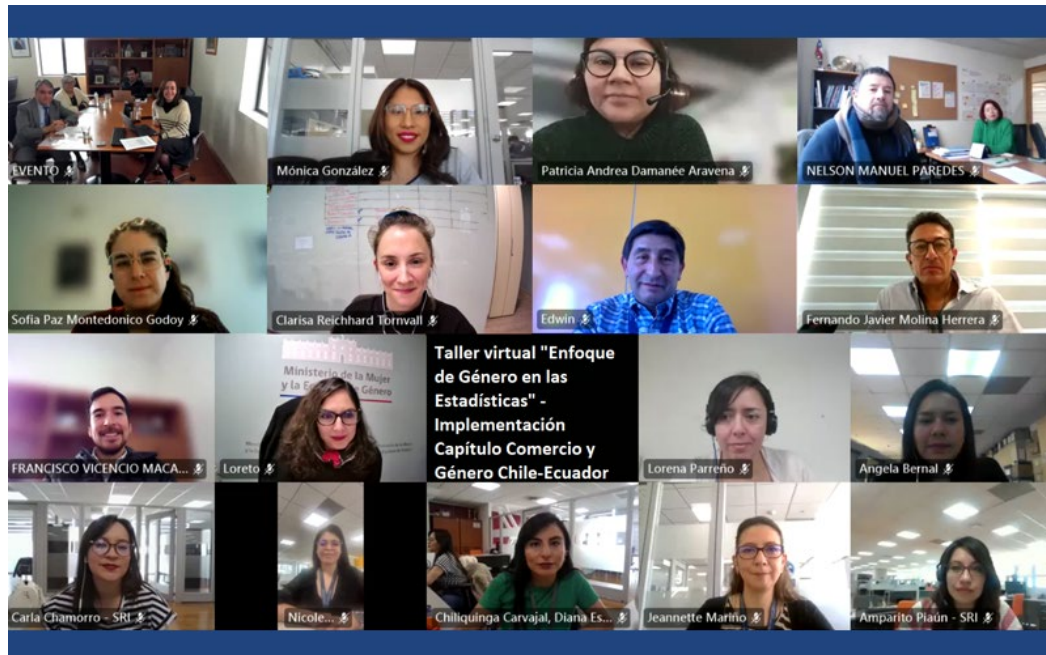 EVENTO
Mónica González
Patricia Andrea Damanée Aravena
NELSON MANUEL PAREDES
Sofia Paz Montedonico Godoy
Clarisa Reichhard Tornvall
Edwin
Fernando Javier Molina Herrera
FRANCISCO VICENCIO MACA...
Ministerio de la Mujer
y la Equidad de Género
Loreto
Taller virtual "Enfoque
de Género en las
Estadísticas" -
Implementación
Capítulo Comercio y
Género Chile-Ecuador
Lorena Parreño
Angela Bernal
Carla Chamorro - SRI
Nicole...
Chiliquinga Carvajal, Diana Es...
Jeannette Mariño
Amparito Piaún - SRI